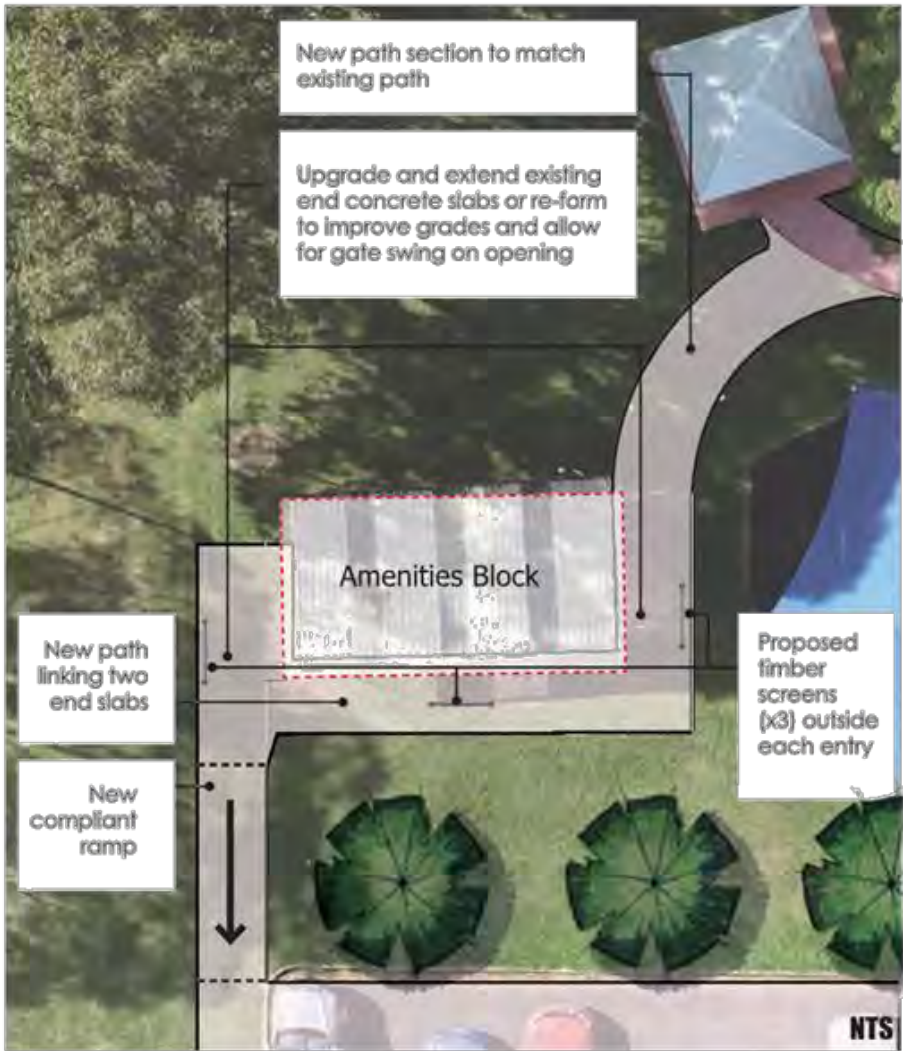 New path section to match
existing path
Upgrade and extend existing
end concrete slabs or re-form
to improve grades and allow
for gate swing on opening
Amenities Block
New path
linking two
end slabs
Proposed
timber
screens
(x3) outside
each entry
New
compliant
ramp
NTS